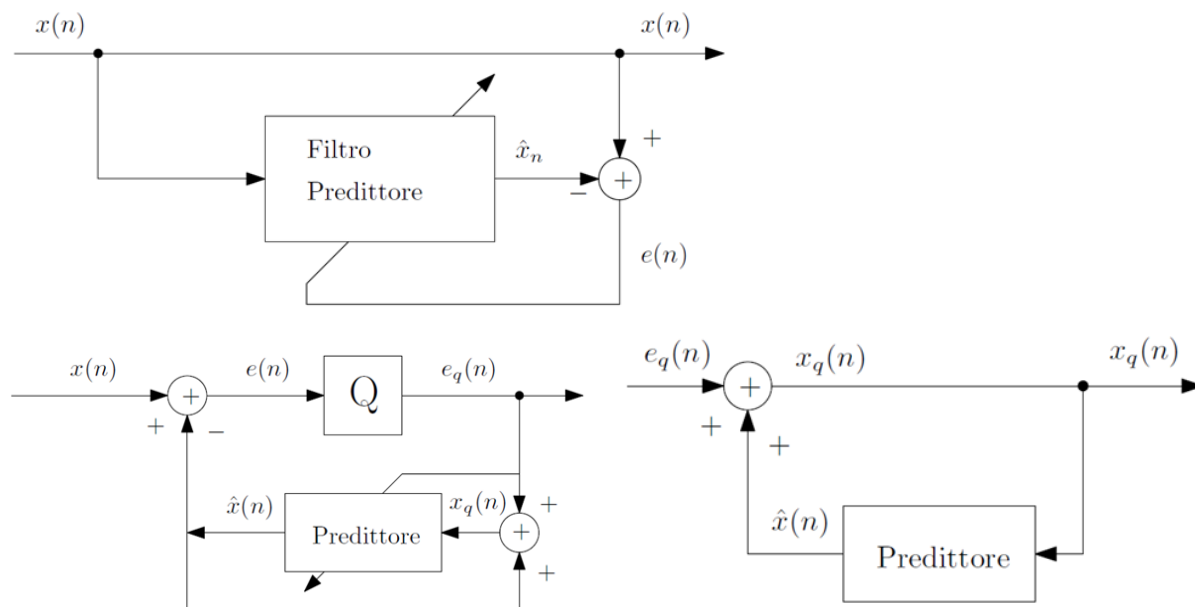 x(n) x(n)
Filtro
Predittore
x̂ₙ
+
−
+
e(n)
x(n) e(n) Q e_q(n)
+ −
+
x̂(n) Predittore x_q(n) +
+
+
e_q(n) x_q(n) x_q(n)
+
+
+
x̂(n)
Predittore